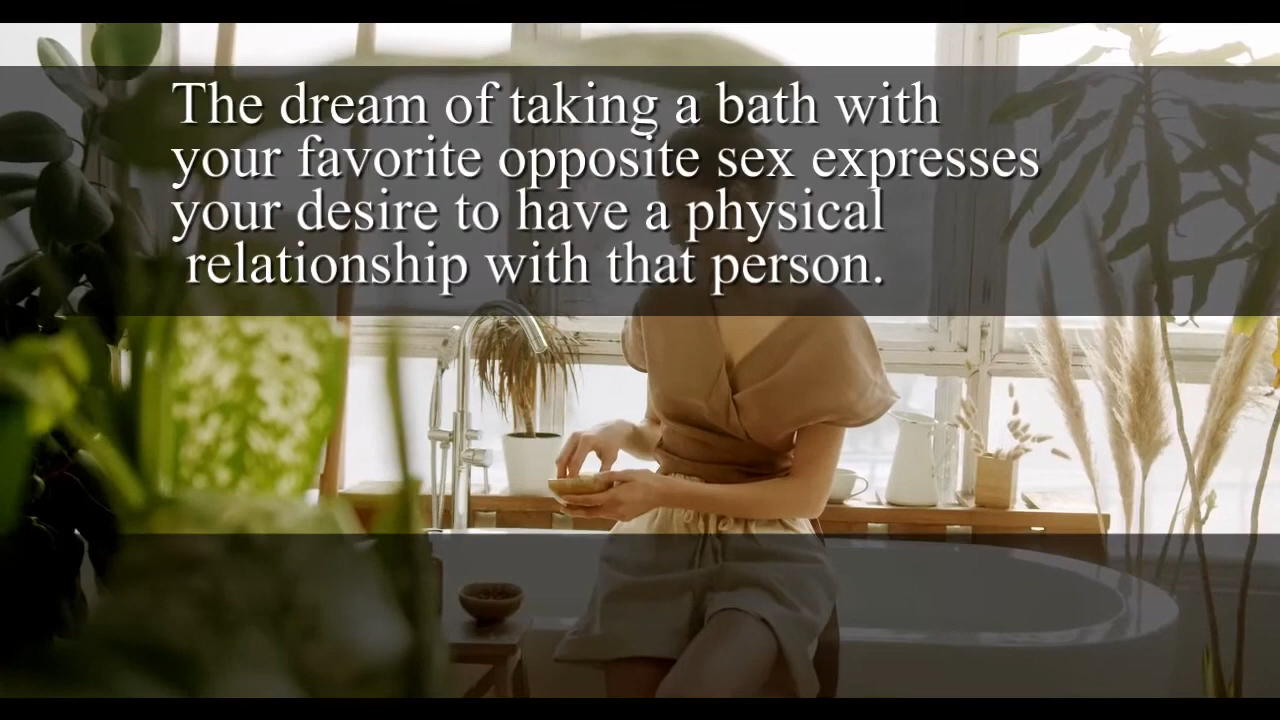 The dream of taking a bath with
your favorite opposite sex expresses
your desire to have a physical
relationship with that person.